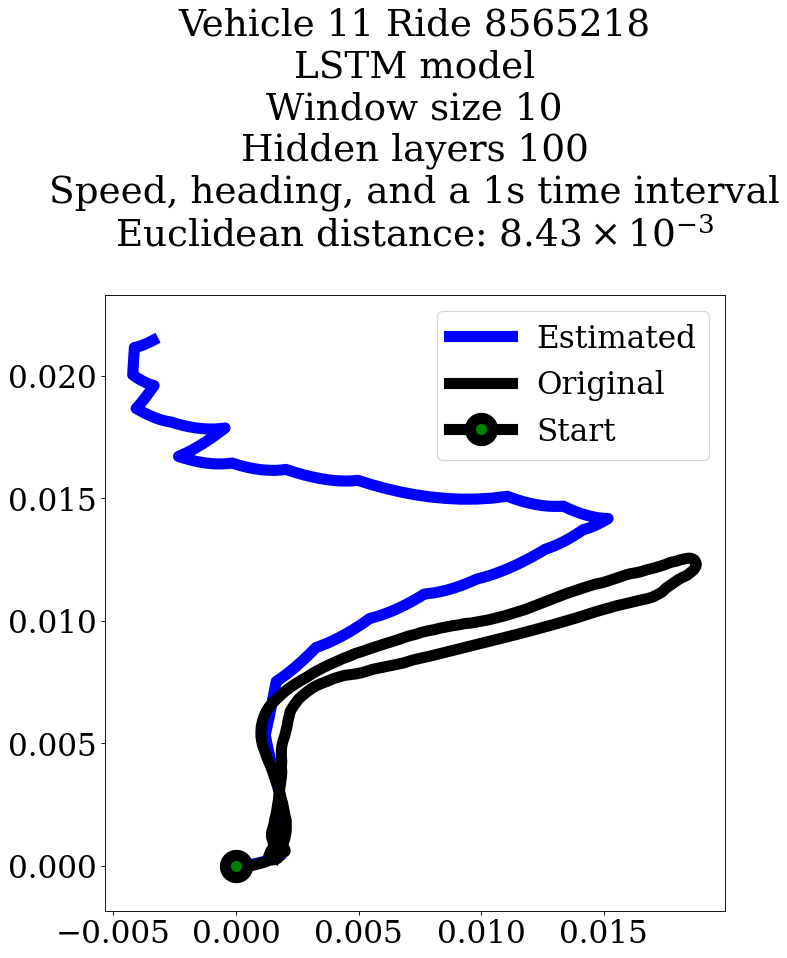 Vehicle 11 Ride 8565218
LSTM model
Window size 10
Hidden layers 100
Speed, heading, and a 1s time interval
Euclidean distance: 8.43 × 10⁻³
Estimated
Original
Start
0.020
0.015
0.010
0.005
0.000
−0.005 0.000 0.005 0.010 0.015